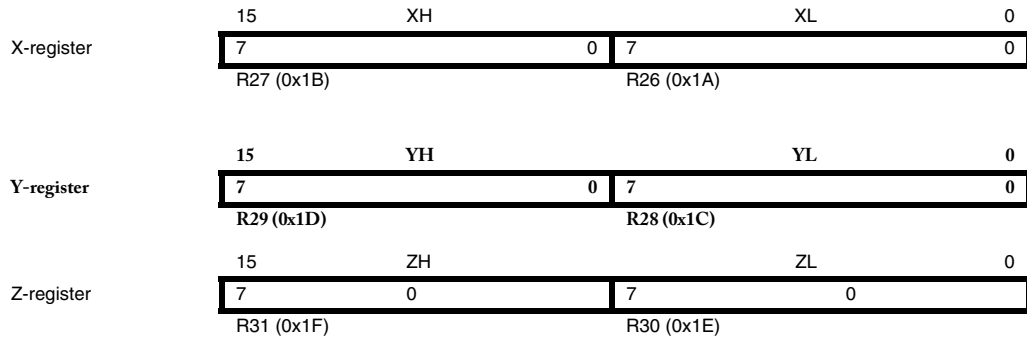 15 XH XL 0
X-register 7 0 7 0
R27 (0x1B) R26 (0x1A)
15 YH YL 0
Y-register 7 0 7 0
R29 (0x1D) R28 (0x1C)
15 ZH ZL 0
Z-register 7 0 7 0
R31 (0x1F) R30 (0x1E)